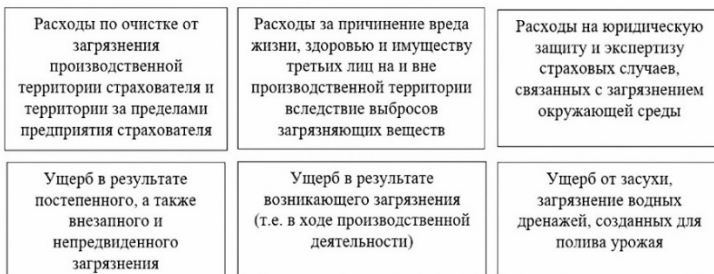 Расходы по очистке от
загрязнения
производственной
территории страхователя и
территории за пределами
предприятия страхователя
Расходы за причинение вреда
жизни, здоровью и имуществу
третьих лиц на и вне
производственной территории
вследствие выбросов
загрязняющих веществ
Расходы на юридическую
защиту и экспертизу
страховых случаев,
связанных с загрязнением
окружающей среды
Ущерб в результате
постепенного, а также
внезапного и
непредвиденного
загрязнения
Ущерб в результате
возникающего загрязнения
(т.е. в ходе производственной
деятельности)
Ущерб от засухи,
загрязнение водных
дренажей, созданных для
полива урожая